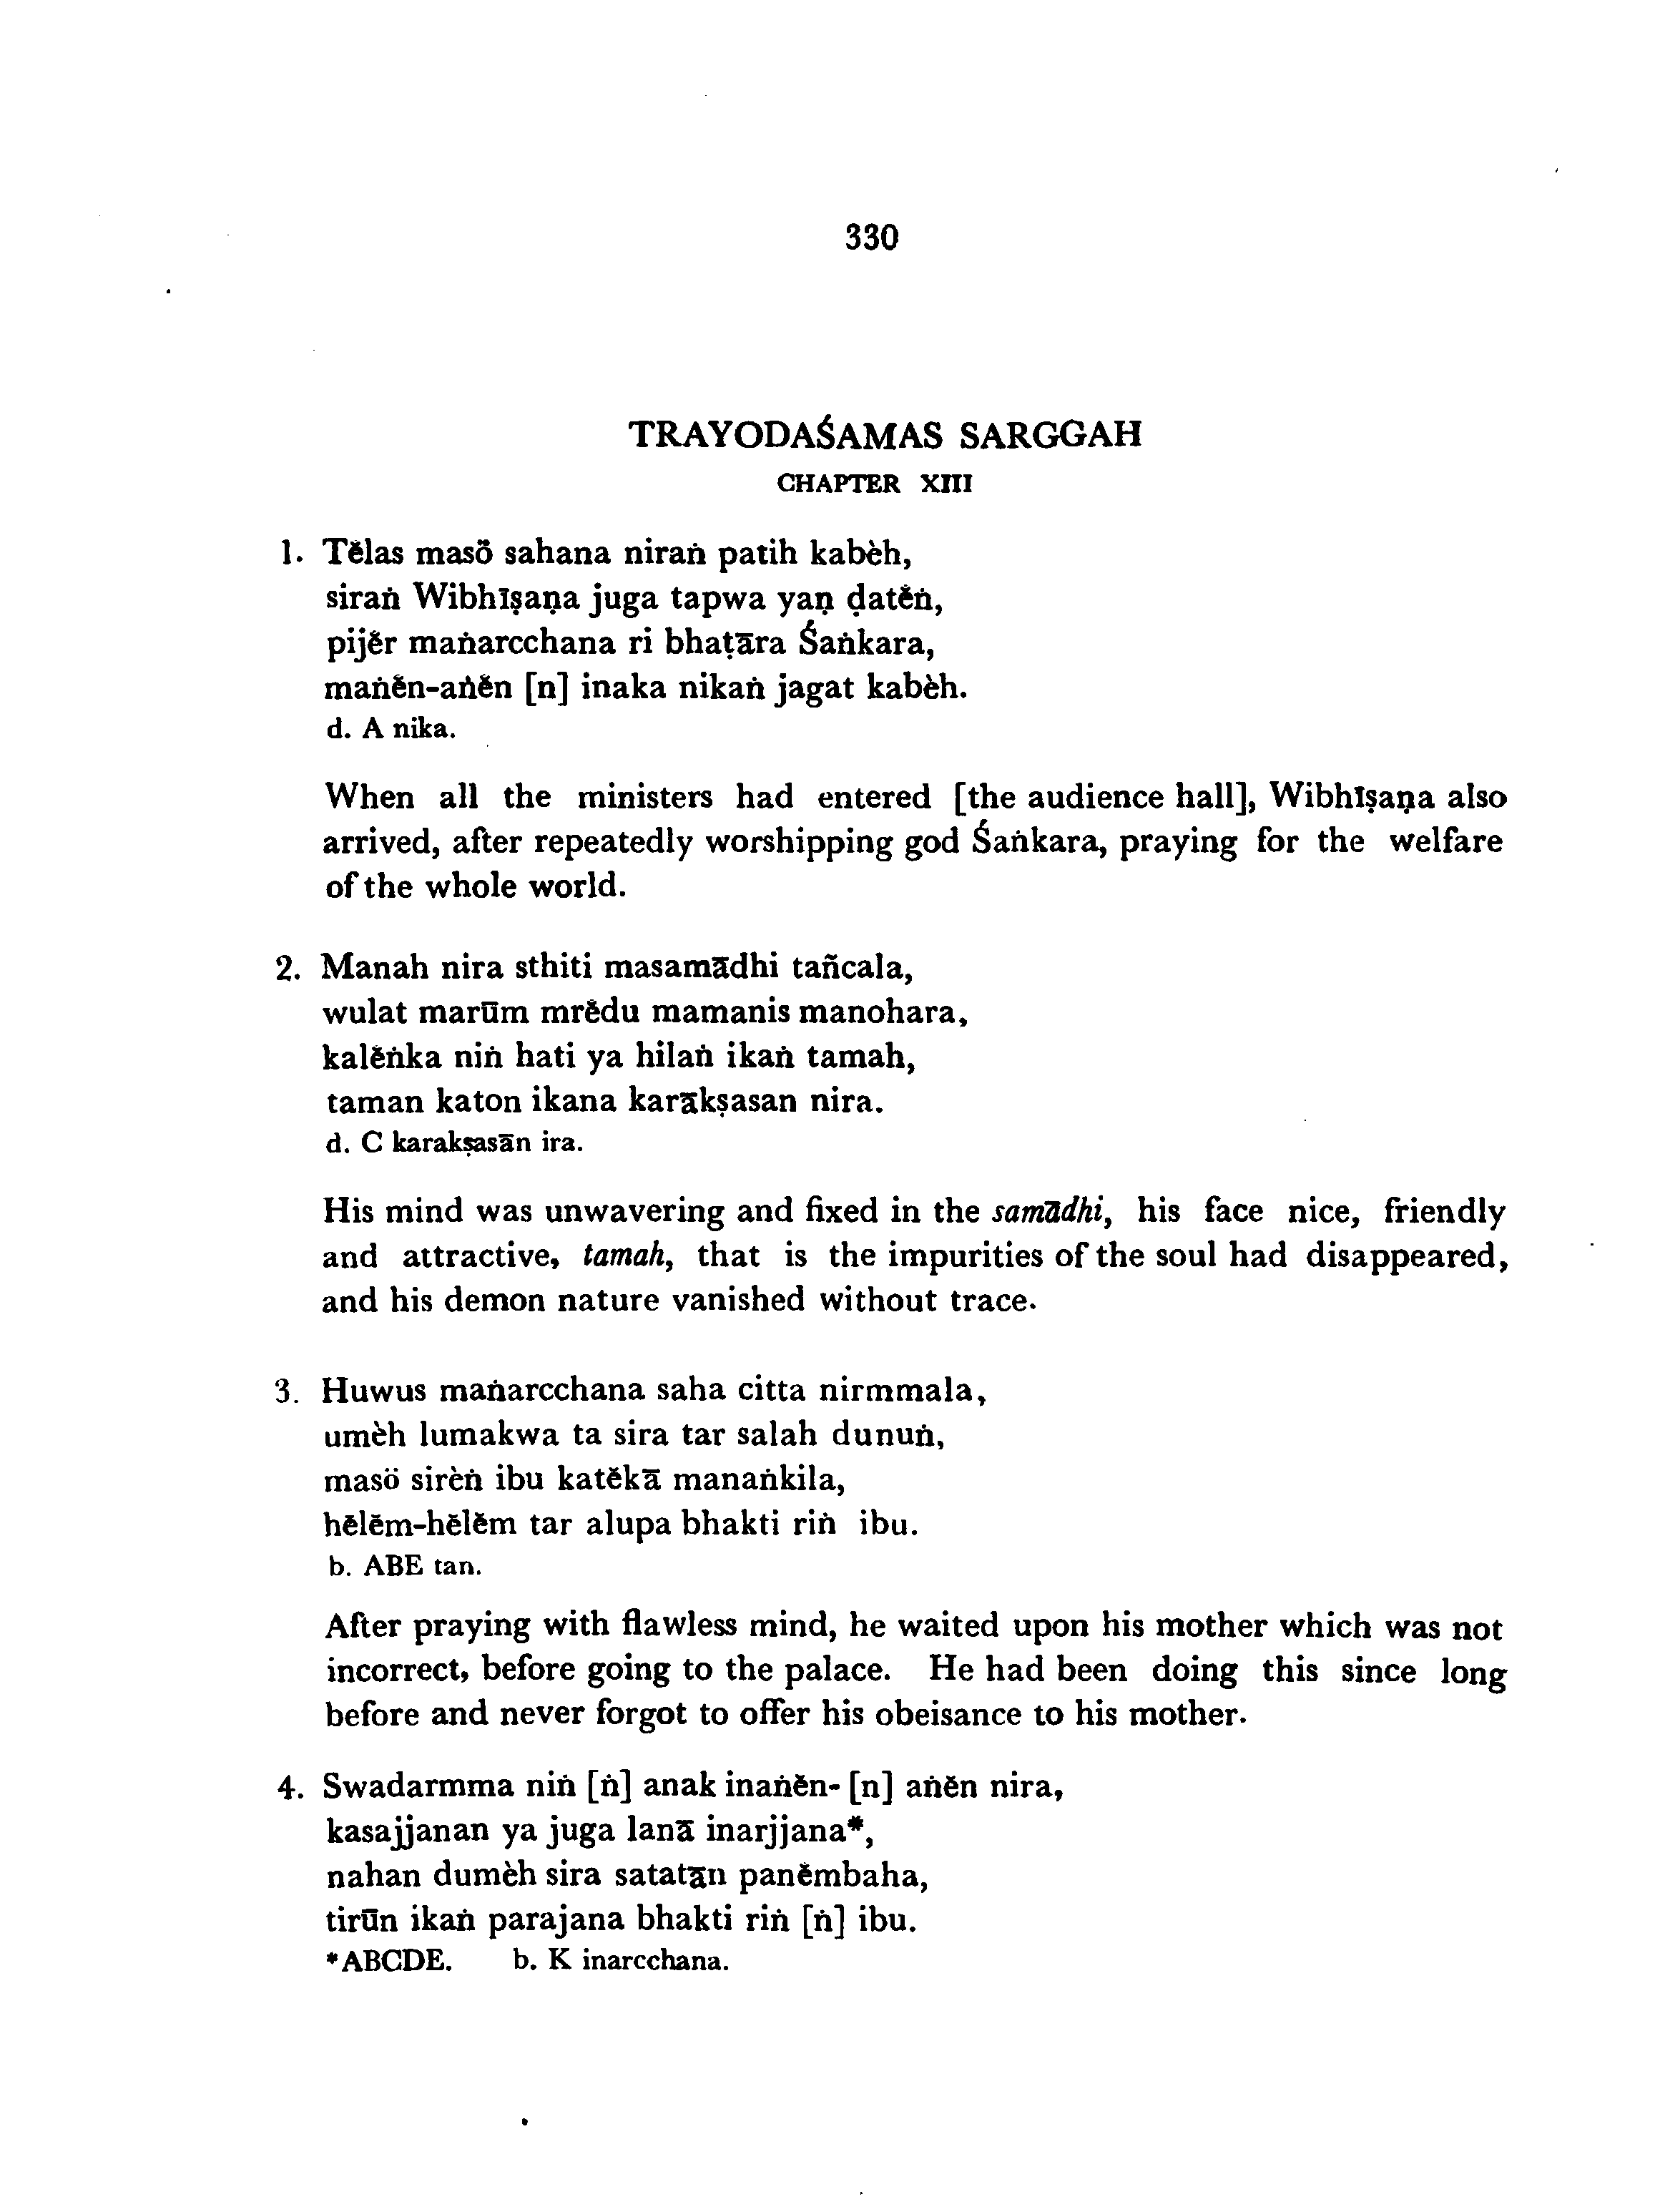 330
TRAYODAŚAMAS SARGGAH
CHAPTER XIII
1. Tĕlas masö sahana niraṅ patih kabèh,
siraṅ Wibhīṣaṇa juga tapwa yaṇ ḍatĕṅ,
pijĕr maṅarcchana ri bhaṭāra Śaṅkara,
maṅĕn-aṅĕn [n] inaka nikaṅ jagat kabèh.
d. A nika.
When all the ministers had entered [the audience hall], Wibhīṣaṇa also
arrived, after repeatedly worshipping god Śaṅkara, praying for the welfare
of the whole world.
2. Manah nira sthiti masamādhi tañcala,
wulat marūm mrĕdu mamanis manohara,
kalĕṅka niṅ hati ya hilaṅ ikaṅ tamah,
taman katon ikana karākṣasan nira.
d. C karakṣasān ira.
His mind was unwavering and fixed in the samādhi, his face nice, friendly
and attractive, tamah, that is the impurities of the soul had disappeared,
and his demon nature vanished without trace.
3. Huwus maṅarcchana saha citta nirmmala,
umèh lumakwa ta sira tar salah dunuṅ,
masö sirèṅ ibu katĕkā manaṅkila,
hĕlĕm-hĕlĕm tar alupa bhakti riṅ ibu.
b. ABE tan.
After praying with flawless mind, he waited upon his mother which was not
incorrect, before going to the palace. He had been doing this since long
before and never forgot to offer his obeisance to his mother.
4. Swadarmma niṅ [ṅ] anak inaṅĕn- [n] aṅĕn nira,
kasajjanan ya juga lanā inarjjana*,
nahan dumèh sira satatān panĕmbaha,
tirūn ikaṅ parajana bhakti riṅ [ṅ] ibu.
*ABCDE. b. K inarcchana.